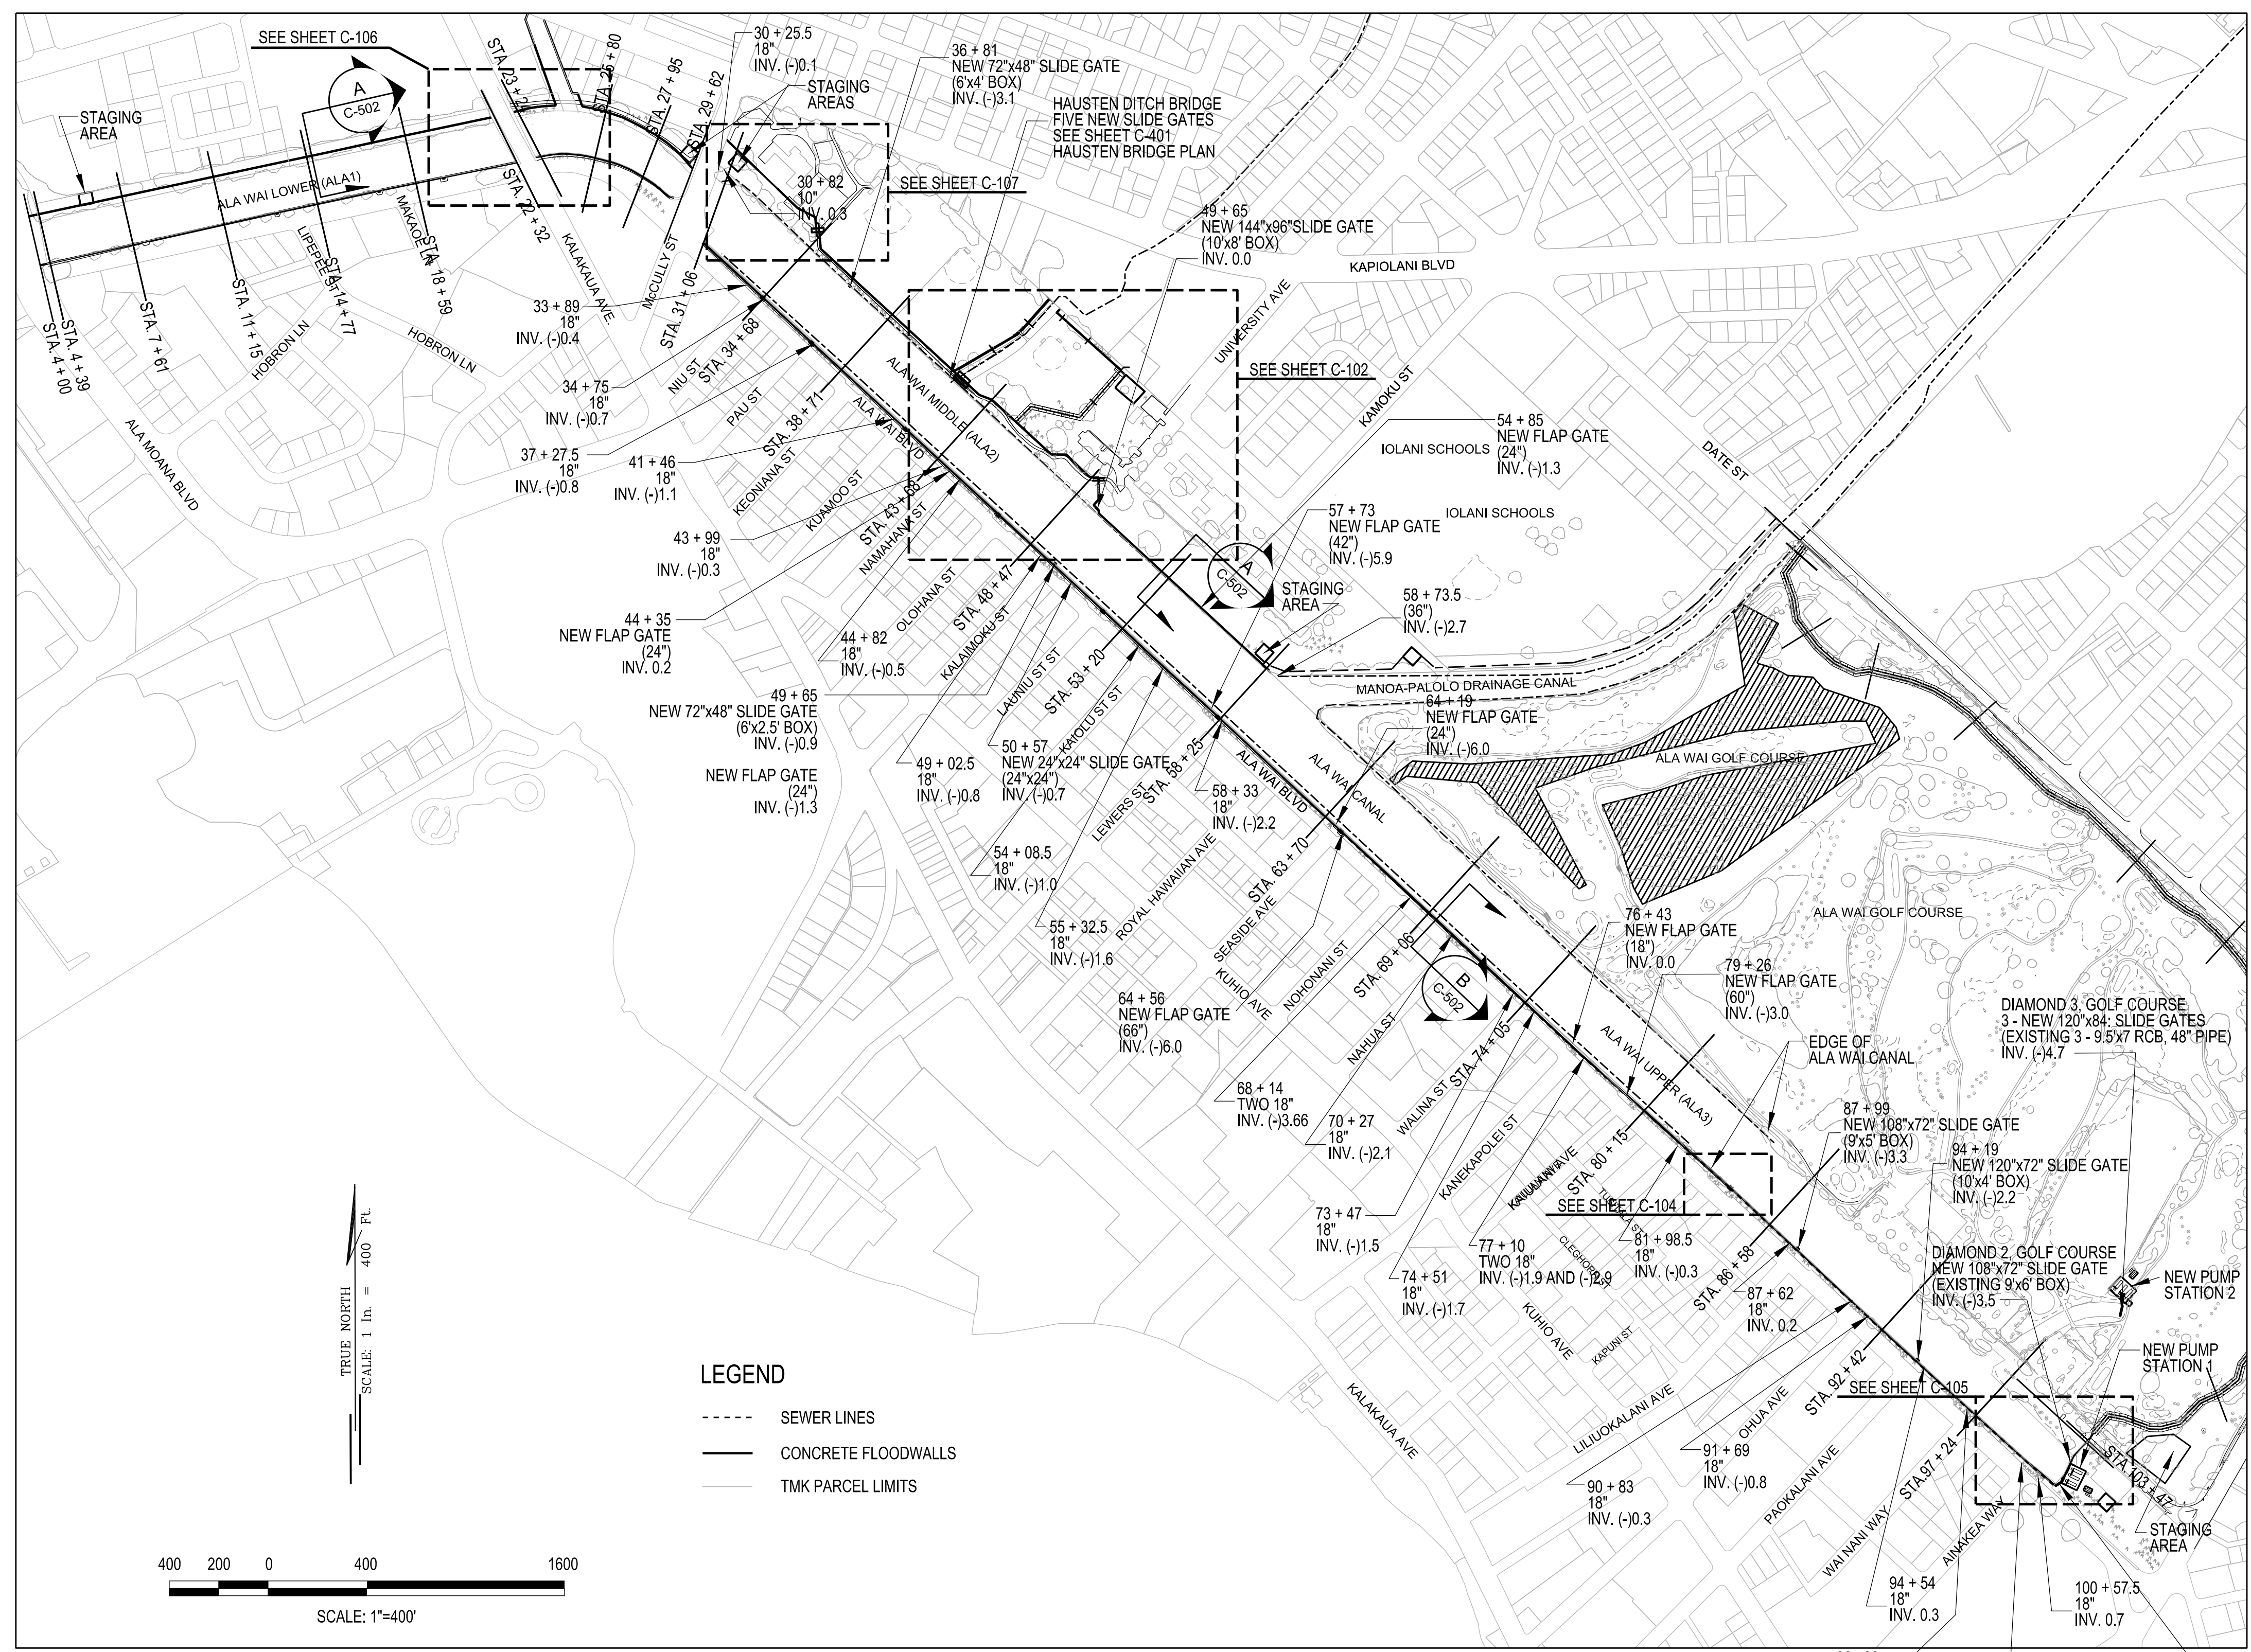 SEE SHEET C-106
A
C-502
STAGING
AREA
STA. 23 + 24
STA. 25 + 80
STA. 27 + 95
STA. 29 + 62
30 + 25.5
18"
INV. (-)0.1
STAGING
AREAS
36 + 81
NEW 72"x48" SLIDE GATE
(6'x4' BOX)
INV. (-)3.1
HAUSTEN DITCH BRIDGE
FIVE NEW SLIDE GATES
SEE SHEET C-401
HAUSTEN BRIDGE PLAN
30 + 82
10"
INV. 0.3
SEE SHEET C-107
49 + 65
NEW 144"x96"SLIDE GATE
(10'x8' BOX)
INV. 0.0
KAPIOLANI BLVD
UNIVERSITY AVE
SEE SHEET C-102
KAMOKU ST
DATE ST
ALA WAI LOWER (ALA1)
MAKAOE LN
LIPEPEE ST
HOBRON LN
HOBRON LN
KALAKAUA AVE.
McCULLY ST
ALA MOANA BLVD
STA. 4 + 00
STA. 4 + 39
STA. 7 + 61
STA. 11 + 15
STA. 14 + 77
STA. 18 + 59
STA. 22 + 32
STA. 31 + 06
33 + 89
18"
INV. (-)0.4
34 + 75
18"
INV. (-)0.7
37 + 27.5
18"
INV. (-)0.8
41 + 46
18"
INV. (-)1.1
43 + 99
18"
INV. (-)0.3
44 + 35
NEW FLAP GATE
(24")
INV. 0.2
44 + 82
18"
INV. (-)0.5
NIU ST
STA. 34 + 68
PAU ST
STA. 38 + 71
KEONIANA ST
KUAMOO ST
STA. 43 + 68
NAMAHANA ST
OLOHANA ST
STA. 48 + 47
KALAIMOKU ST
LAUNIU ST ST
STA. 53 + 20
KAIOLU ST ST
LEWERS ST
STA. 58 + 25
ALA WAI BLVD
ALA WAI MIDDLE (ALA2)
54 + 85
NEW FLAP GATE
(24")
INV. (-)1.3
IOLANI SCHOOLS
IOLANI SCHOOLS
57 + 73
NEW FLAP GATE
(42")
INV. (-)5.9
A
C-502
STAGING
AREA
58 + 73.5
(36")
INV. (-)2.7
MANOA-PALOLO DRAINAGE CANAL
64 + 19
NEW FLAP GATE
(24")
INV. (-)6.0
ALA WAI GOLF COURSE
ALA WAI BLVD
ALA WAI CANAL
49 + 65
NEW 72"x48" SLIDE GATE
(6'x2.5' BOX)
INV. (-)0.9
NEW FLAP GATE
(24")
INV. (-)1.3
49 + 02.5
18"
INV. (-)0.8
50 + 57
NEW 24"x24" SLIDE GATE
(24"x24")
INV. (-)0.7
58 + 33
18"
INV. (-)2.2
54 + 08.5
18"
INV. (-)1.0
55 + 32.5
18"
INV. (-)1.6
ROYAL HAWAIIAN AVE
STA. 63 + 70
SEASIDE AVE
KUHIO AVE
NOHONANI ST
STA. 69 + 06
B
C-502
NAHUA ST
WALINA ST
STA. 74 + 05
64 + 56
NEW FLAP GATE
(66")
INV. (-)6.0
68 + 14
TWO 18"
INV. (-)3.66
70 + 27
18"
INV. (-)2.1
73 + 47
18"
INV. (-)1.5
74 + 51
18"
INV. (-)1.7
77 + 10
TWO 18"
INV. (-)1.9 AND (-)2.9
76 + 43
NEW FLAP GATE
(18")
INV. 0.0
79 + 26
NEW FLAP GATE
(60")
INV. (-)3.0
ALA WAI GOLF COURSE
DIAMOND 3, GOLF COURSE
3 - NEW 120"x84: SLIDE GATES
(EXISTING 3 - 9.5'x7 RCB, 48" PIPE)
INV. (-)4.7
EDGE OF
ALA WAI CANAL
ALA WAI UPPER (ALA3)
KANEKAPOLEI ST
STA. 80 + 15
SEE SHEET C-104
CLEGHORN ST
81 + 98.5
18"
INV. (-)0.3
87 + 99
NEW 108"x72" SLIDE GATE
(9'x5' BOX)
INV. (-)3.3
94 + 19
NEW 120"x72" SLIDE GATE
(10'x4' BOX)
INV. (-)2.2
DIAMOND 2, GOLF COURSE
NEW 108"x72" SLIDE GATE
(EXISTING 9'x6' BOX)
INV. (-)3.5
NEW PUMP
STATION 2
NEW PUMP
STATION 1
STA. 86 + 58
87 + 62
18"
INV. 0.2
KUHIO AVE
KAPUNI ST
KALAKAUA AVE
LILIUOKALANI AVE
OHUA AVE
STA. 92 + 42
SEE SHEET C-105
90 + 83
18"
INV. (-)0.3
91 + 69
18"
INV. (-)0.8
PAOKALANI AVE
STA.97 + 24
WAI NANI WAY
AINAKEA WAY
STA.103 + 47
STAGING
AREA
94 + 54
18"
INV. 0.3
100 + 57.5
18"
INV. 0.7
TRUE NORTH
SCALE: 1 In. = 400 Ft.
LEGEND
SEWER LINES
CONCRETE FLOODWALLS
TMK PARCEL LIMITS
400 200 0 400 1600
SCALE: 1"=400'